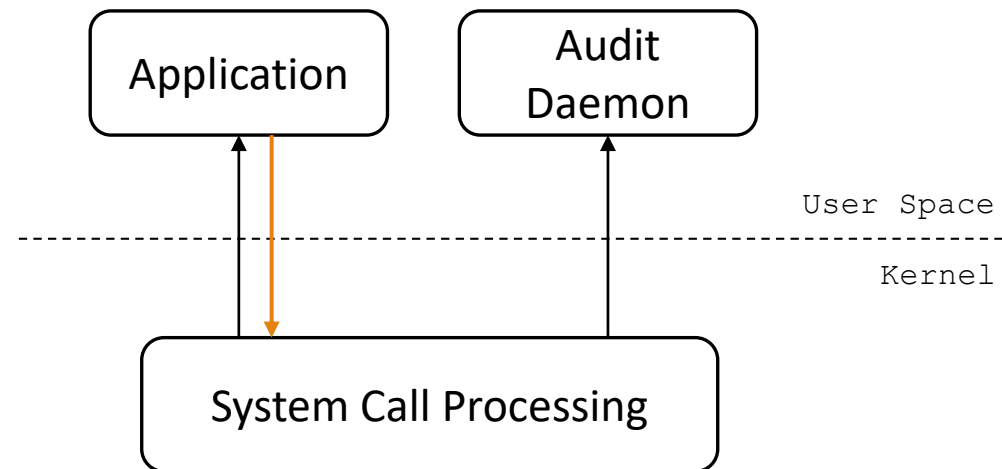 Application
Audit
Daemon
User Space
Kernel
System Call Processing